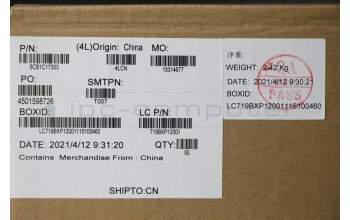 P/N: (4L)Origin: China MO:
5CB1C17303 4LCN 15314677
PO: SMTPN:
4501598726 T007
BOXID: LC P/N:
LC719BXP12001115100460 719BXP12001
DATE: 2021/4/12 9:31:20 QTY:
50
Contains Merchandise From : China
SHIPTO:CN
净重:
WEIGHT: 2.42 Kg
DATE: 2021/4/12 9:30:21
BOXID:
LC719BXP12001115100460
PASS